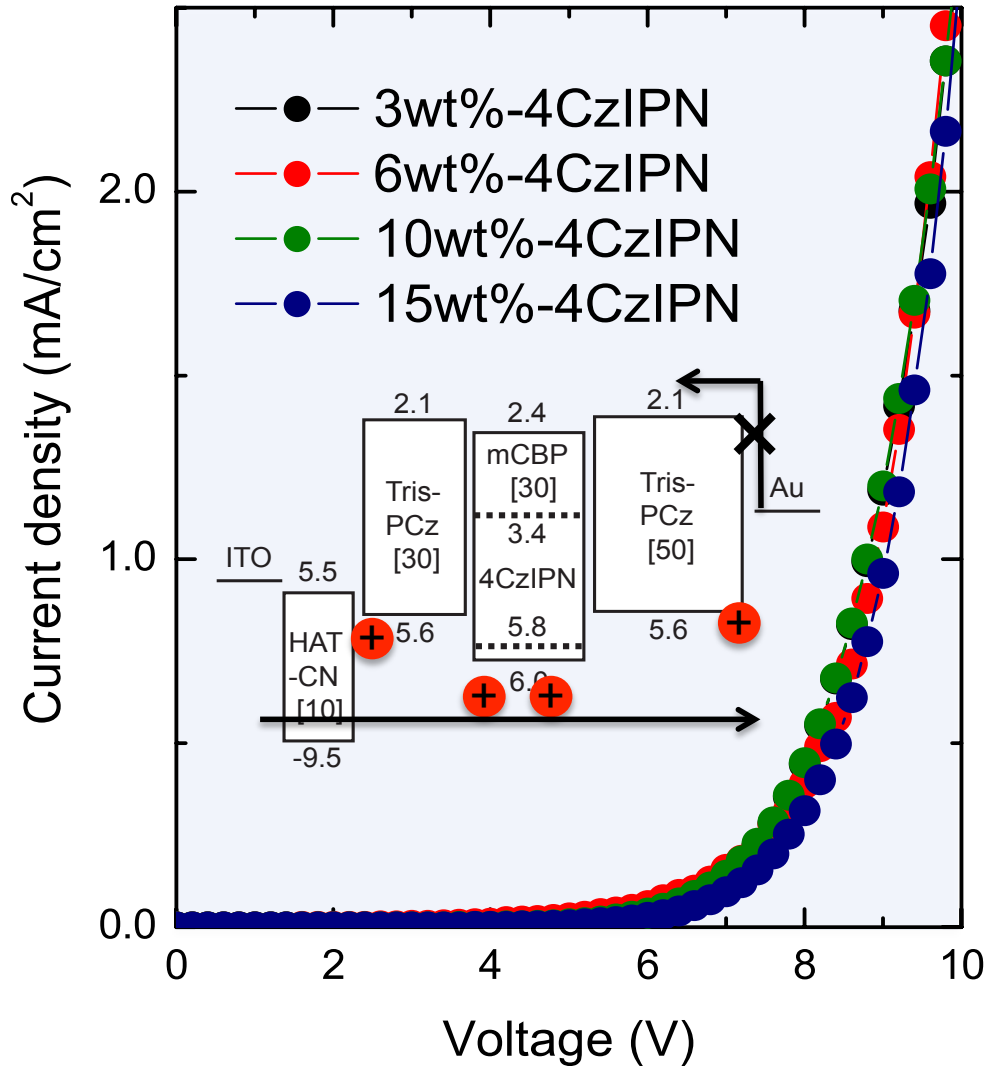 3wt%-4CzIPN
6wt%-4CzIPN
10wt%-4CzIPN
15wt%-4CzIPN
Current density (mA/cm²)
2.0
1.0
0.0
0
2
4
6
8
10
Voltage (V)
ITO
5.5
HAT
-CN
[10]
-9.5
2.1
Tris-
PCz
[30]
5.6
2.4
mCBP
[30]
3.4
4CzIPN
5.8
6.0
2.1
Tris-
PCz
[50]
5.6
Au
+
+
+
+